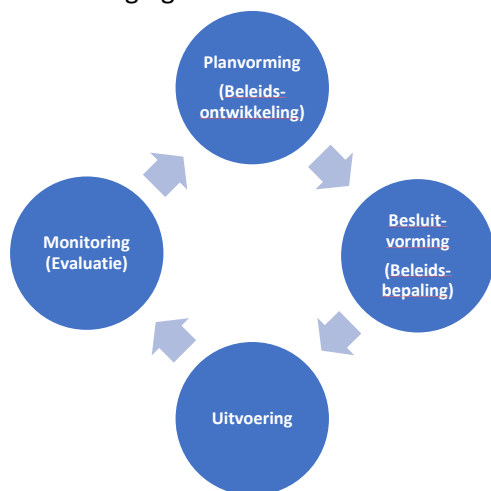 Planvorming
(Beleids-
ontwikkeling)
Besluit-
vorming
(Beleids-
bepaling)
Monitoring
(Evaluatie)
Uitvoering